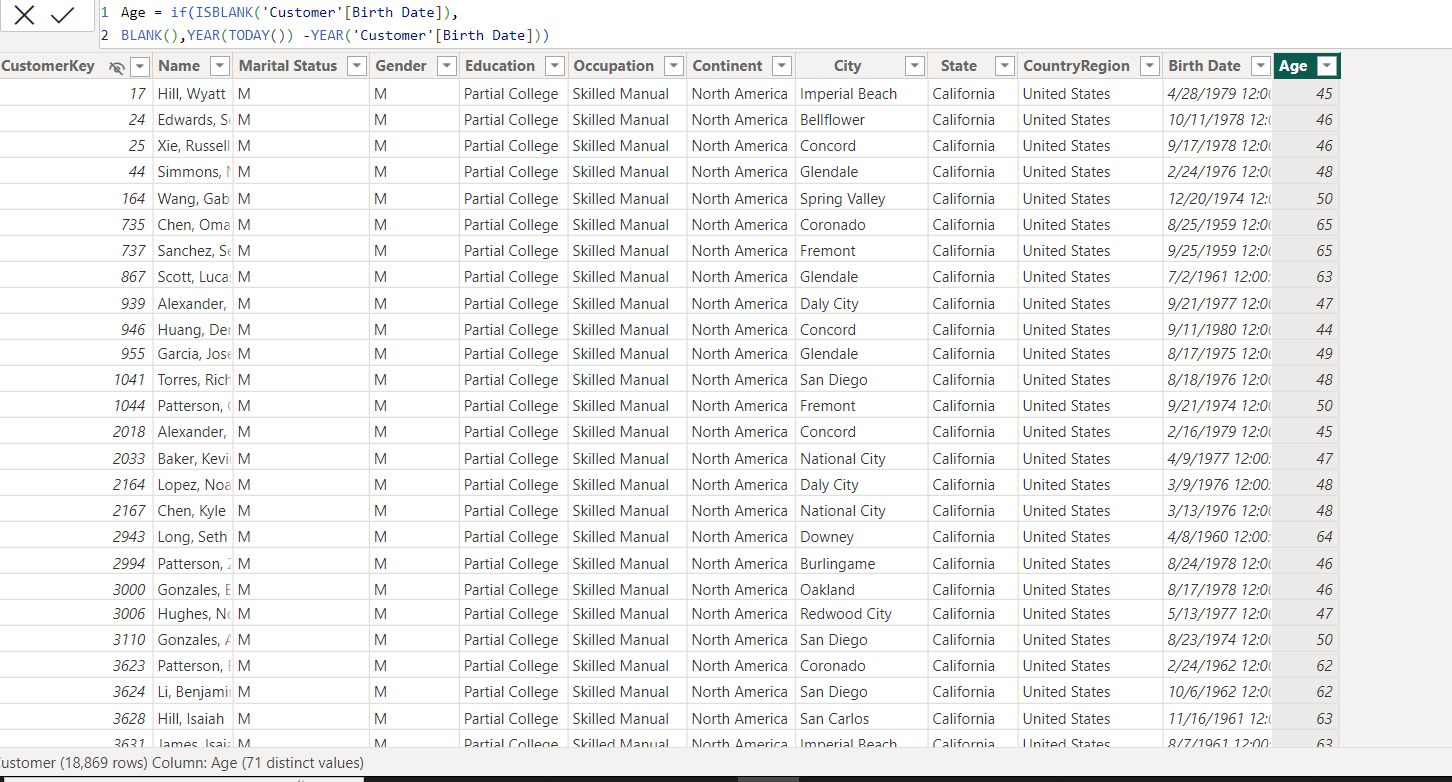 1 Age = if(ISBLANK('Customer'[Birth Date]),
2 BLANK(),YEAR(TODAY()) -YEAR('Customer'[Birth Date]))
CustomerKey Name Marital Status Gender Education Occupation Continent City State CountryRegion Birth Date Age
17 Hill, Wyatt M M Partial College Skilled Manual North America Imperial Beach California United States 4/28/1979 12:0 45
24 Edwards, S M M Partial College Skilled Manual North America Bellflower California United States 10/11/1978 12: 46
25 Xie, Russell M M Partial College Skilled Manual North America Concord California United States 9/17/1978 12:0 46
44 Simmons, M M Partial College Skilled Manual North America Glendale California United States 2/24/1976 12:0 48
164 Wang, Gab M M Partial College Skilled Manual North America Spring Valley California United States 12/20/1974 12: 50
735 Chen, Oma M M Partial College Skilled Manual North America Coronado California United States 8/25/1959 12:0 65
737 Sanchez, S M M Partial College Skilled Manual North America Fremont California United States 9/25/1959 12:0 65
867 Scott, Luca M M Partial College Skilled Manual North America Glendale California United States 7/2/1961 12:00: 63
939 Alexander, M M Partial College Skilled Manual North America Daly City California United States 9/21/1977 12:0 47
946 Huang, De M M Partial College Skilled Manual North America Concord California United States 9/11/1980 12:0 44
955 Garcia, Jos M M Partial College Skilled Manual North America Glendale California United States 8/17/1975 12:0 49
1041 Torres, Rich M M Partial College Skilled Manual North America San Diego California United States 8/18/1976 12:0 48
1044 Patterson, M M Partial College Skilled Manual North America Fremont California United States 9/21/1974 12:0 50
2018 Alexander, M M Partial College Skilled Manual North America Concord California United States 2/16/1979 12:0 45
2033 Baker, Kevi M M Partial College Skilled Manual North America National City California United States 4/9/1977 12:00: 47
2164 Lopez, Noa M M Partial College Skilled Manual North America Daly City California United States 3/9/1976 12:00: 48
2167 Chen, Kyle M M Partial College Skilled Manual North America National City California United States 3/13/1976 12:0 48
2943 Long, Seth M M Partial College Skilled Manual North America Downey California United States 4/8/1960 12:00: 64
2994 Patterson, M M Partial College Skilled Manual North America Burlingame California United States 8/24/1978 12:0 46
3000 Gonzales, E M M Partial College Skilled Manual North America Oakland California United States 8/17/1978 12:0 46
3006 Hughes, N M M Partial College Skilled Manual North America Redwood City California United States 5/13/1977 12:0 47
3110 Gonzales, A M M Partial College Skilled Manual North America San Diego California United States 8/23/1974 12:0 50
3623 Patterson, M M Partial College Skilled Manual North America Coronado California United States 2/24/1962 12:0 62
3624 Li, Benjami M M Partial College Skilled Manual North America San Diego California United States 10/6/1962 12:0 62
3628 Hill, Isaiah M M Partial College Skilled Manual North America San Carlos California United States 11/16/1961 12: 63
3631 James, Isai M M Partial College Skilled Manual North America Imperial Beach California United States 8/7/1961 12:00: 63
ustomer (18,869 rows) Column: Age (71 distinct values)